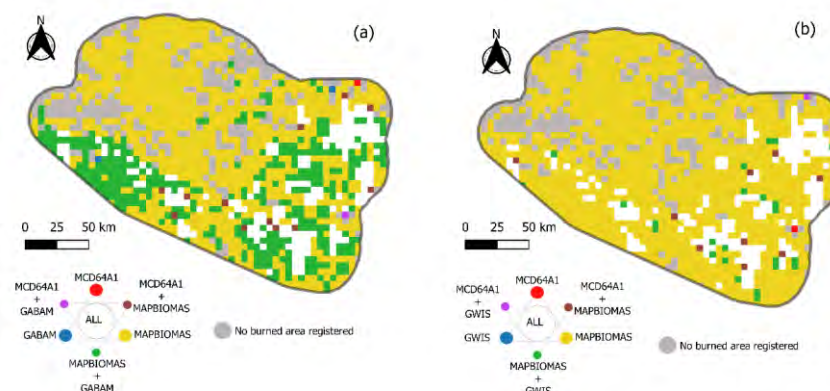 N
(a)
0 25 50 km
MCD64A1
MCD64A1
+
GABAM
MCD64A1
+
MAPBIOMAS
ALL
GABAM
MAPBIOMAS
MAPBIOMAS
+
GABAM
No burned area registered
N
(b)
0 25 50 km
MCD64A1
MCD64A1
+
GWIS
MCD64A1
+
MAPBIOMAS
ALL
GWIS
MAPBIOMAS
MAPBIOMAS
+
GWIS
No burned area registered